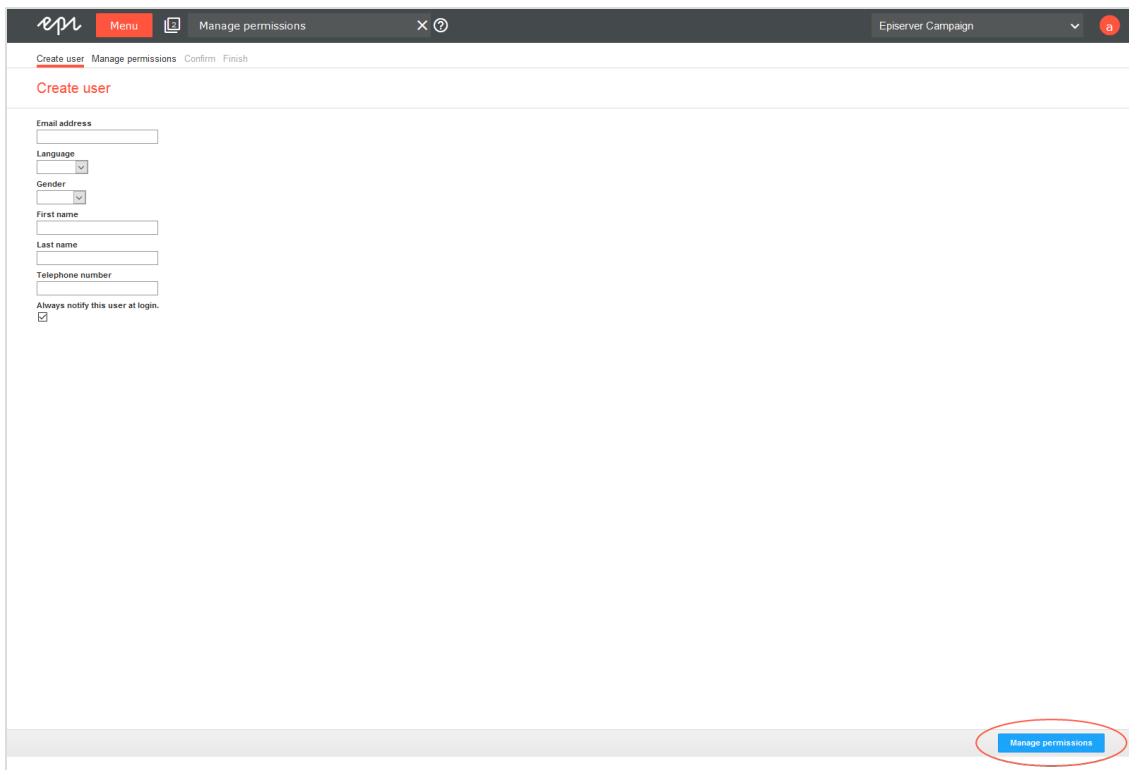 epi Menu 2 Manage permissions Episerver Campaign a
Create user Manage permissions Confirm Finish
Create user
Email address
Language
Gender
First name
Last name
Telephone number
Always notify this user at login.
Manage permissions